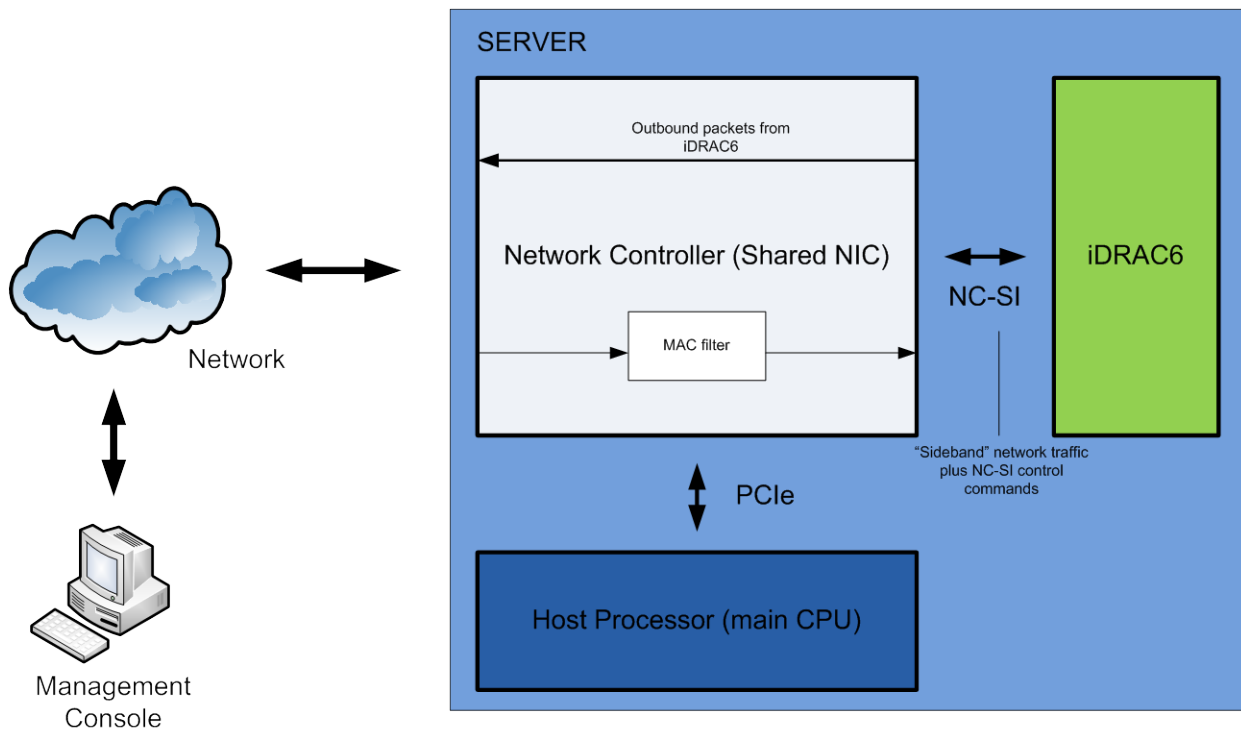 SERVER
Outbound packets from
iDRAC6
Network Controller (Shared NIC)
MAC filter
NC-SI
iDRAC6
"Sideband" network traffic
plus NC-SI control
commands
PCIe
Host Processor (main CPU)
Network
Management
Console